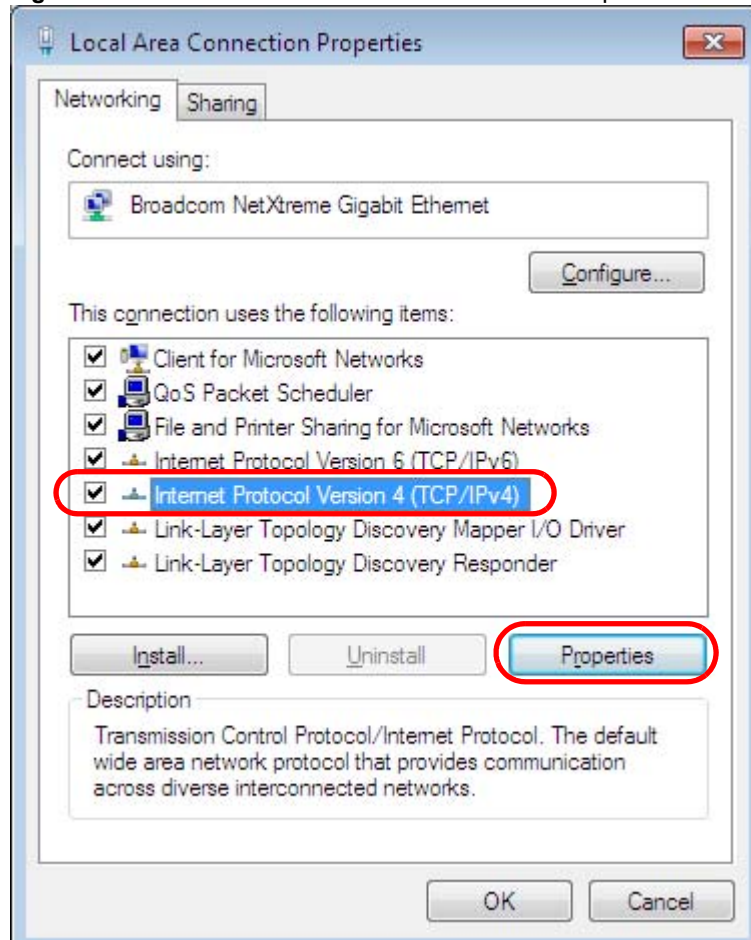 Local Area Connection Properties
Networking Sharing
Connect using:
Broadcom NetXtreme Gigabit Ethernet
Configure...
This connection uses the following items:
Client for Microsoft Networks
QoS Packet Scheduler
File and Printer Sharing for Microsoft Networks
Internet Protocol Version 6 (TCP/IPv6)
Internet Protocol Version 4 (TCP/IPv4)
Link-Layer Topology Discovery Mapper I/O Driver
Link-Layer Topology Discovery Responder
Install... Uninstall Properties
Description
Transmission Control Protocol/Internet Protocol. The default
wide area network protocol that provides communication
across diverse interconnected networks.
OK Cancel